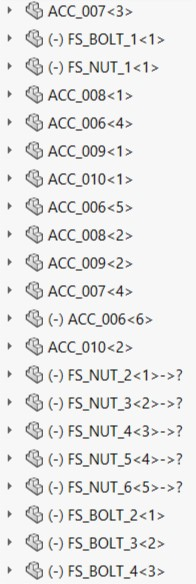 ACC_007<3>
(-) FS_BOLT_1<1>
(-) FS_NUT_1<1>
ACC_008<1>
ACC_006<4>
ACC_009<1>
ACC_010<1>
ACC_006<5>
ACC_008<2>
ACC_009<2>
ACC_007<4>
(-) ACC_006<6>
ACC_010<2>
(-) FS_NUT_2<1>->?
(-) FS_NUT_3<2>->?
(-) FS_NUT_4<3>->?
(-) FS_NUT_5<4>->?
(-) FS_NUT_6<5>->?
(-) FS_BOLT_2<1>
(-) FS_BOLT_3<2>
(-) FS_BOLT_4<3>